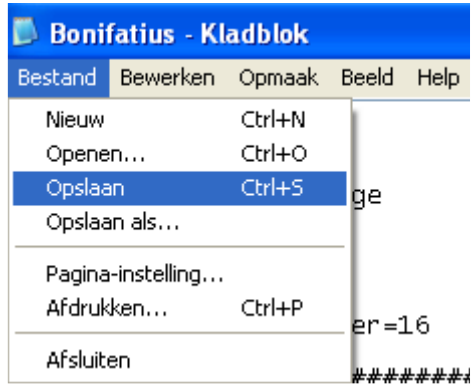 Bonifatius - Kladblok
Bestand Bewerken Opmaak Beeld Help
Nieuw Ctrl+N
Openen... Ctrl+O
Opslaan Ctrl+S
ge
Opslaan als...
Pagina-instelling...
Afdrukken... Ctrl+P
er=16
Afsluiten
########